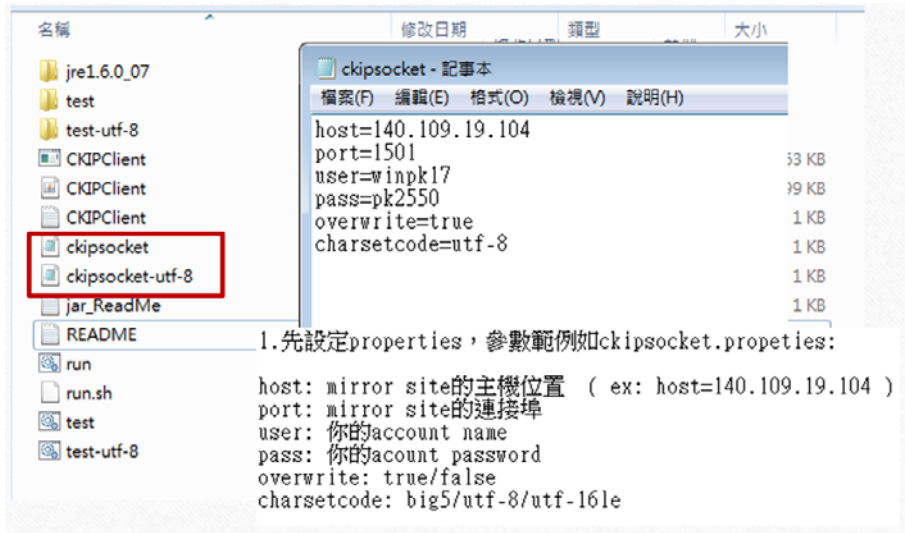 名稱
修改日期
類型
大小
jre1.6.0_07
test
test-utf-8
CKIPClient
CKIPClient
CKIPClient
ckipsocket
ckipsocket-utf-8
jar_ReadMe
README
run
run.sh
test
test-utf-8
53 KB
99 KB
1 KB
1 KB
1 KB
1 KB
ckipsocket - 記事本
檔案(F) 編輯(E) 格式(O) 檢視(V) 說明(H)
host=140.109.19.104
port=1501
user=winpk17
pass=pk2550
overwrite=true
charsetcode=utf-8
1.先設定properties，參數範例如ckipsocket.propeties:
host: mirror site的主機位置 ( ex: host=140.109.19.104 )
port: mirror site的連接埠
user: 你的account name
pass: 你的acount password
overwrite: true/false
charsetcode: big5/utf-8/utf-16le